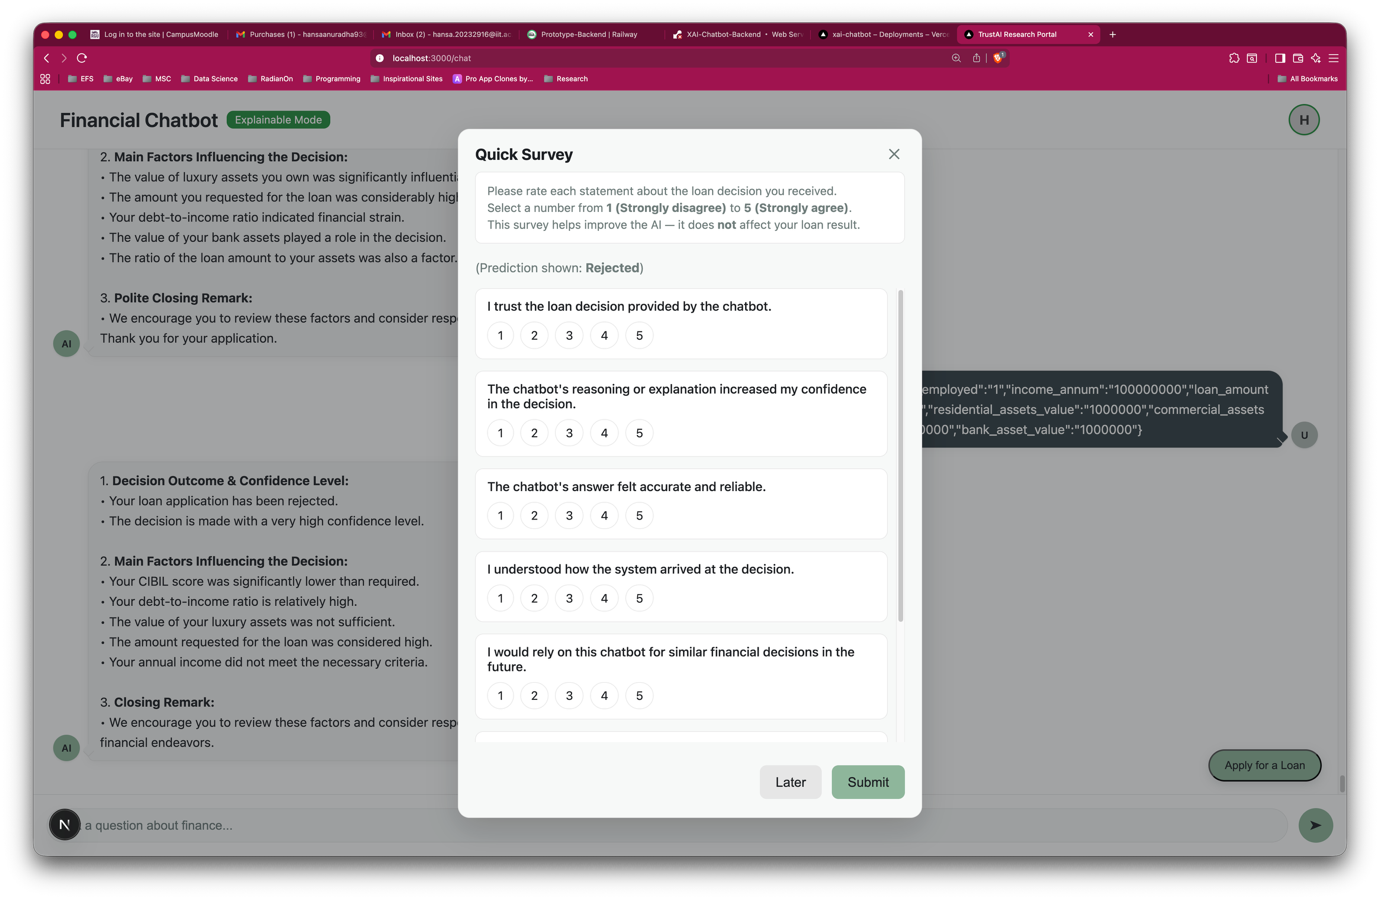 Log in to the site | CampusMoodle
Purchases (1) - hansaanuradha93
Inbox (2) - hansa.20232916@iit.ac
Prototype-Backend | Railway
XAI-Chatbot-Backend • Web Serv
xai-chatbot – Deployments – Verc
TrustAI Research Portal
localhost:3000/chat
EFS
eBay
MSC
Data Science
RadianOn
Programming
Inspirational Sites
A Pro App Clones by...
Research
All Bookmarks
Financial Chatbot
Explainable Mode
H
2. Main Factors Influencing the Decision:
• The value of luxury assets you own was significantly
• The amount you requested for the loan was considerably
• Your debt-to-income ratio indicated financial strain.
• The value of your bank assets played a role in the decision.
• The ratio of the loan amount to your assets was also a factor.
3. Polite Closing Remark:
• We encourage you to review these factors and consider
Thank you for your application.
AI
employed":"1","income_annum":"100000000","loan_amount
","residential_assets_value":"1000000","commercial_assets
000","bank_asset_value":"1000000"}
U
1. Decision Outcome & Confidence Level:
• Your loan application has been rejected.
• The decision is made with a very high confidence level.
2. Main Factors Influencing the Decision:
• Your CIBIL score was significantly lower than required.
• Your debt-to-income ratio is relatively high.
• The value of your luxury assets was not sufficient.
• The amount requested for the loan was considered high.
• Your annual income did not meet the necessary criteria.
3. Closing Remark:
• We encourage you to review these factors and consider
financial endeavors.
AI
Quick Survey
Please rate each statement about the loan decision you received.
Select a number from 1 (Strongly disagree) to 5 (Strongly agree).
This survey helps improve the AI — it does not affect your loan result.
(Prediction shown: Rejected)
I trust the loan decision provided by the chatbot.
1 2 3 4 5
The chatbot's reasoning or explanation increased my confidence
in the decision.
1 2 3 4 5
The chatbot's answer felt accurate and reliable.
1 2 3 4 5
I understood how the system arrived at the decision.
1 2 3 4 5
I would rely on this chatbot for similar financial decisions in the
future.
1 2 3 4 5
Later
Submit
Apply for a Loan
N
a question about finance...